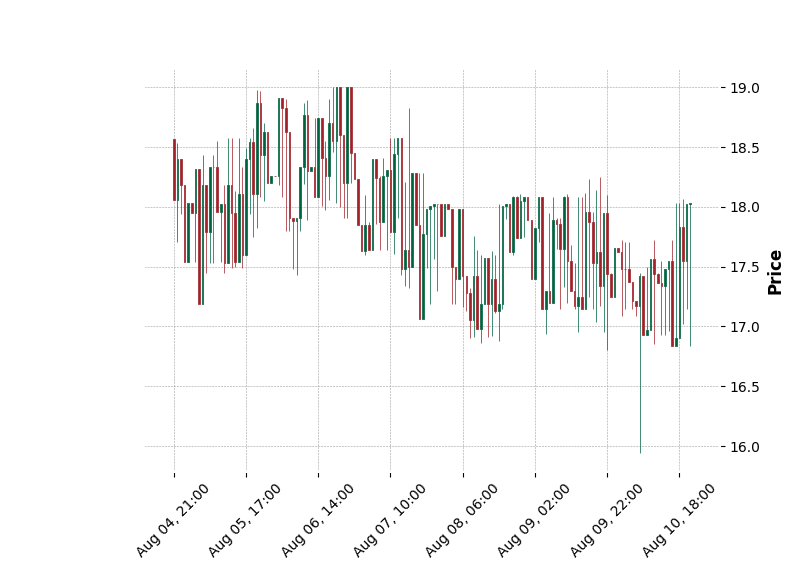 19.0
18.5
18.0
17.5
17.0
16.5
16.0
Price
Aug 04, 21:00
Aug 05, 17:00
Aug 06, 14:00
Aug 07, 10:00
Aug 08, 06:00
Aug 09, 02:00
Aug 09, 22:00
Aug 10, 18:00